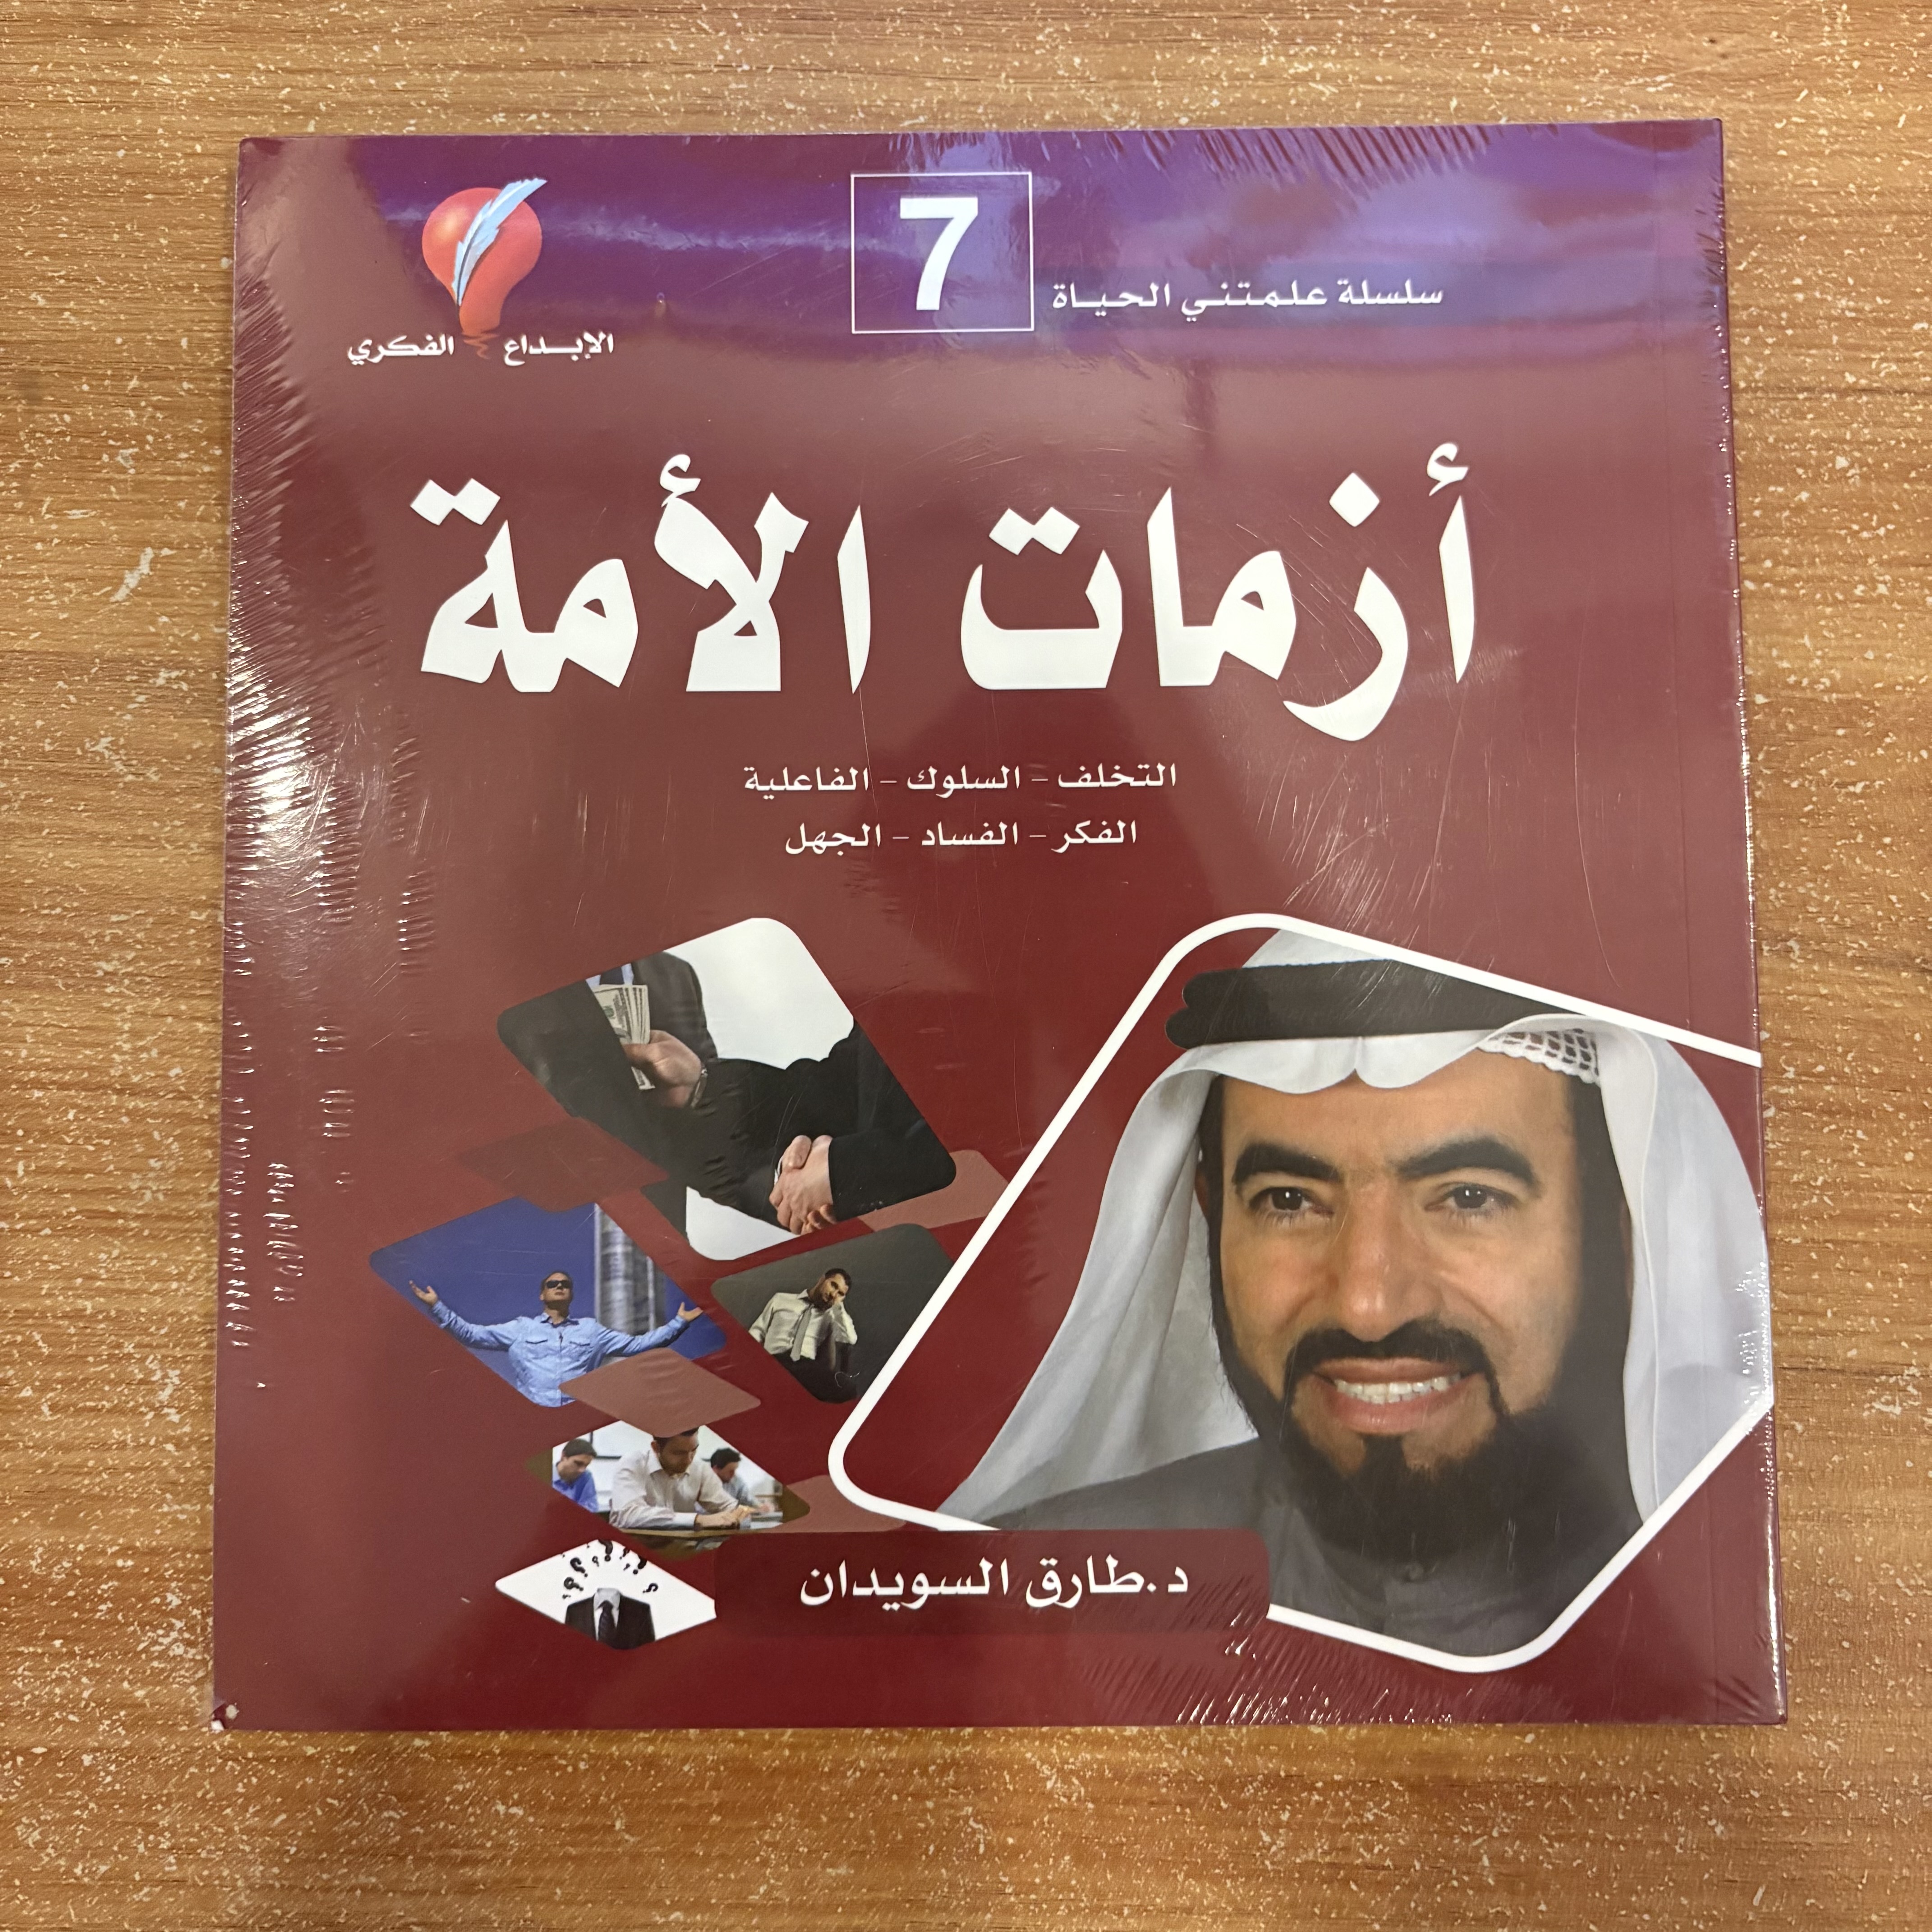 سلسلة علمتني الحياة 7
الإبداع الفكري
أزمات الأمة
التخلف - السلوك - الفاعلية
الفكر - الفساد - الجهل
د. طارق السويدان